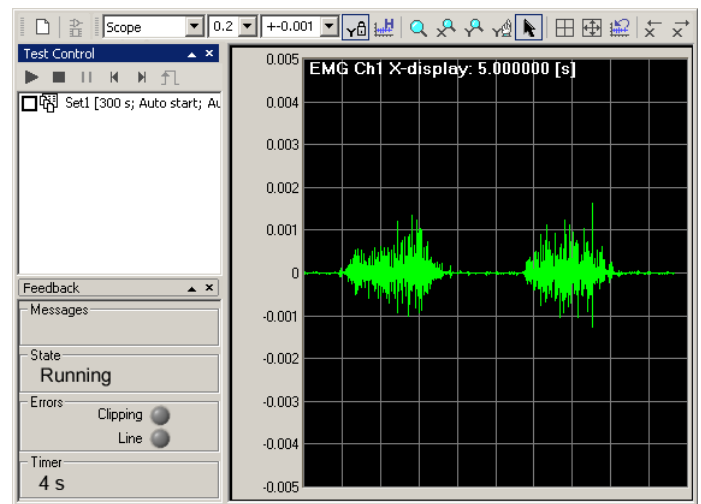 Scope 0.2 +-0.001
Test Control
Set1 [300 s; Auto start; Au
Feedback
Messages
State
Running
Errors
Clipping
Line
Timer
4 s
EMG Ch1 X-display: 5.000000 [s]
0.005
0.004
0.003
0.002
0.001
0
-0.001
-0.002
-0.003
-0.004
-0.005